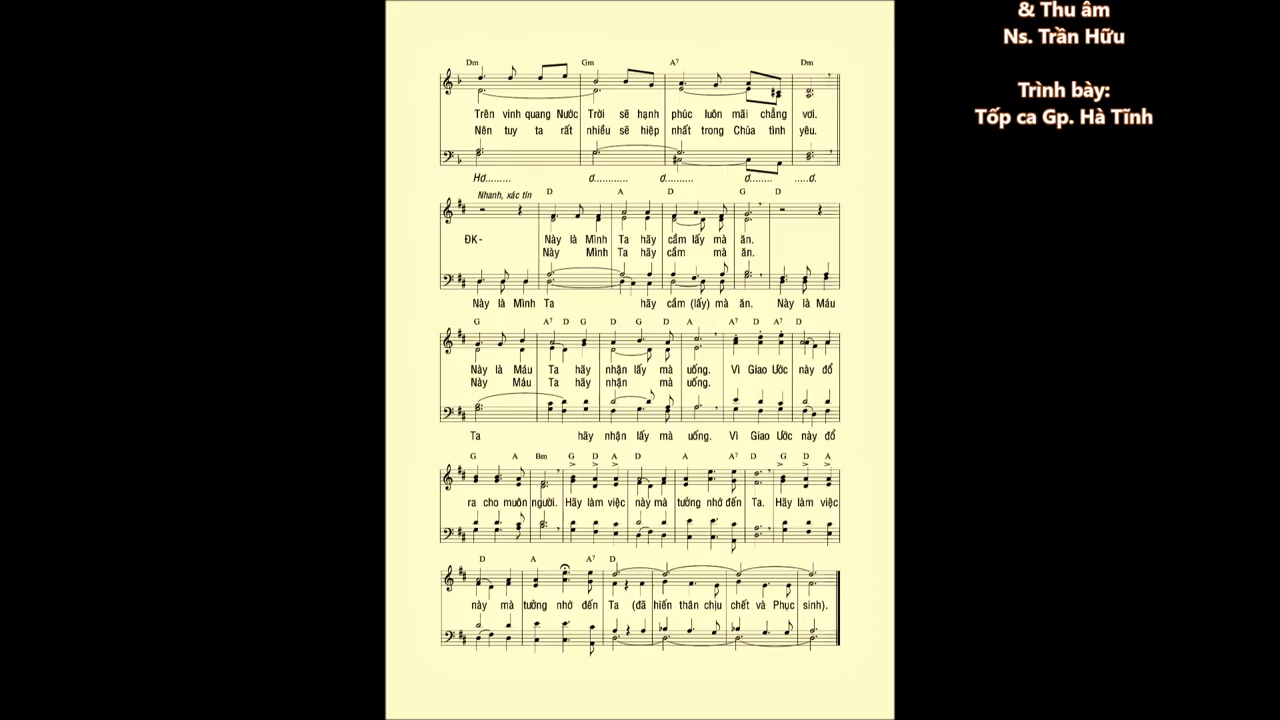 & Thu âm
Ns. Trần Hữu
Trình bày:
Tốp ca Gp. Hà Tĩnh
Dm Gm A7 Dm
Trên vinh quang Nước Trời sẽ hạnh phúc luôn mãi chẳng vơi.
Nên tuy ta rất nhiều sẽ hiệp nhất trong Chúa tình yêu.
Hơ......... ơ............ ơ.......... ơ........ .....ơ.
Nhanh, xác tín D A D G D
ĐK- Này là Mình Ta hãy cầm lấy mà ăn.
Này Mình Ta hãy cầm mà ăn.
Này là Mình Ta hãy cầm (lấy) mà ăn. Này là Máu
G A7 D G D G D A A7 D A7 D
Này là Máu Ta hãy nhận lấy mà uống. Vì Giao Ước này đổ
Này Máu Ta hãy nhận mà uống.
Ta hãy nhận lấy mà uống. Vì Giao Ước này đổ
G A Bm G D A D A A7 D G D A
ra cho muôn người. Hãy làm việc này mà tưởng nhớ đến Ta. Hãy làm việc
D A A7 D
này mà tưởng nhớ đến Ta (đã hiến thân chịu chết và Phục sinh).